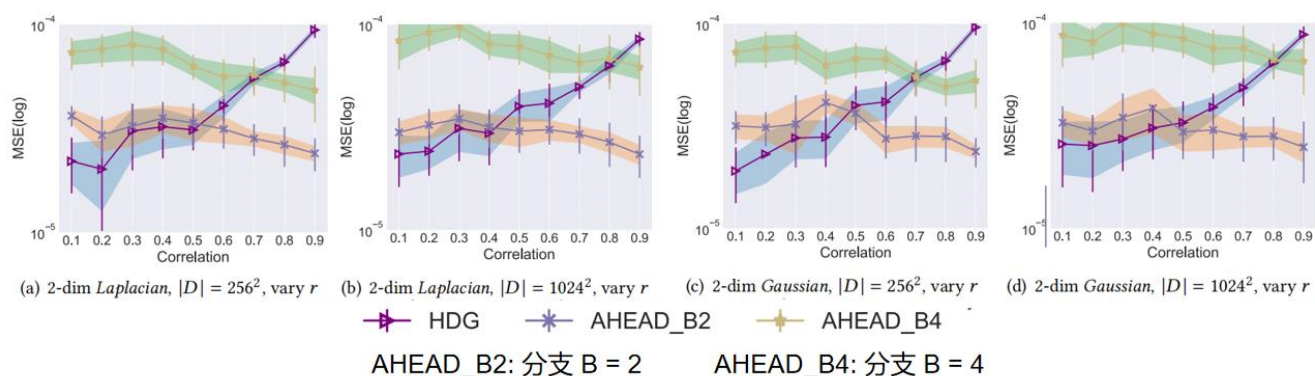 10⁻⁴
MSE(log)
10⁻⁵
0.1 0.2 0.3 0.4 0.5 0.6 0.7 0.8 0.9
Correlation
(a) 2-dim Laplacian, |D| = 256², vary r
10⁻⁴
MSE(log)
10⁻⁵
0.1 0.2 0.3 0.4 0.5 0.6 0.7 0.8 0.9
Correlation
(b) 2-dim Laplacian, |D| = 1024², vary r
10⁻⁴
MSE(log)
10⁻⁵
0.1 0.2 0.3 0.4 0.5 0.6 0.7 0.8 0.9
Correlation
(c) 2-dim Gaussian, |D| = 256², vary r
10⁻⁴
MSE(log)
10⁻⁵
0.1 0.2 0.3 0.4 0.5 0.6 0.7 0.8 0.9
Correlation
(d) 2-dim Gaussian, |D| = 1024², vary r
HDG AHEAD_B2 AHEAD_B4
AHEAD_B2: 分支 B = 2 AHEAD_B4: 分支 B = 4